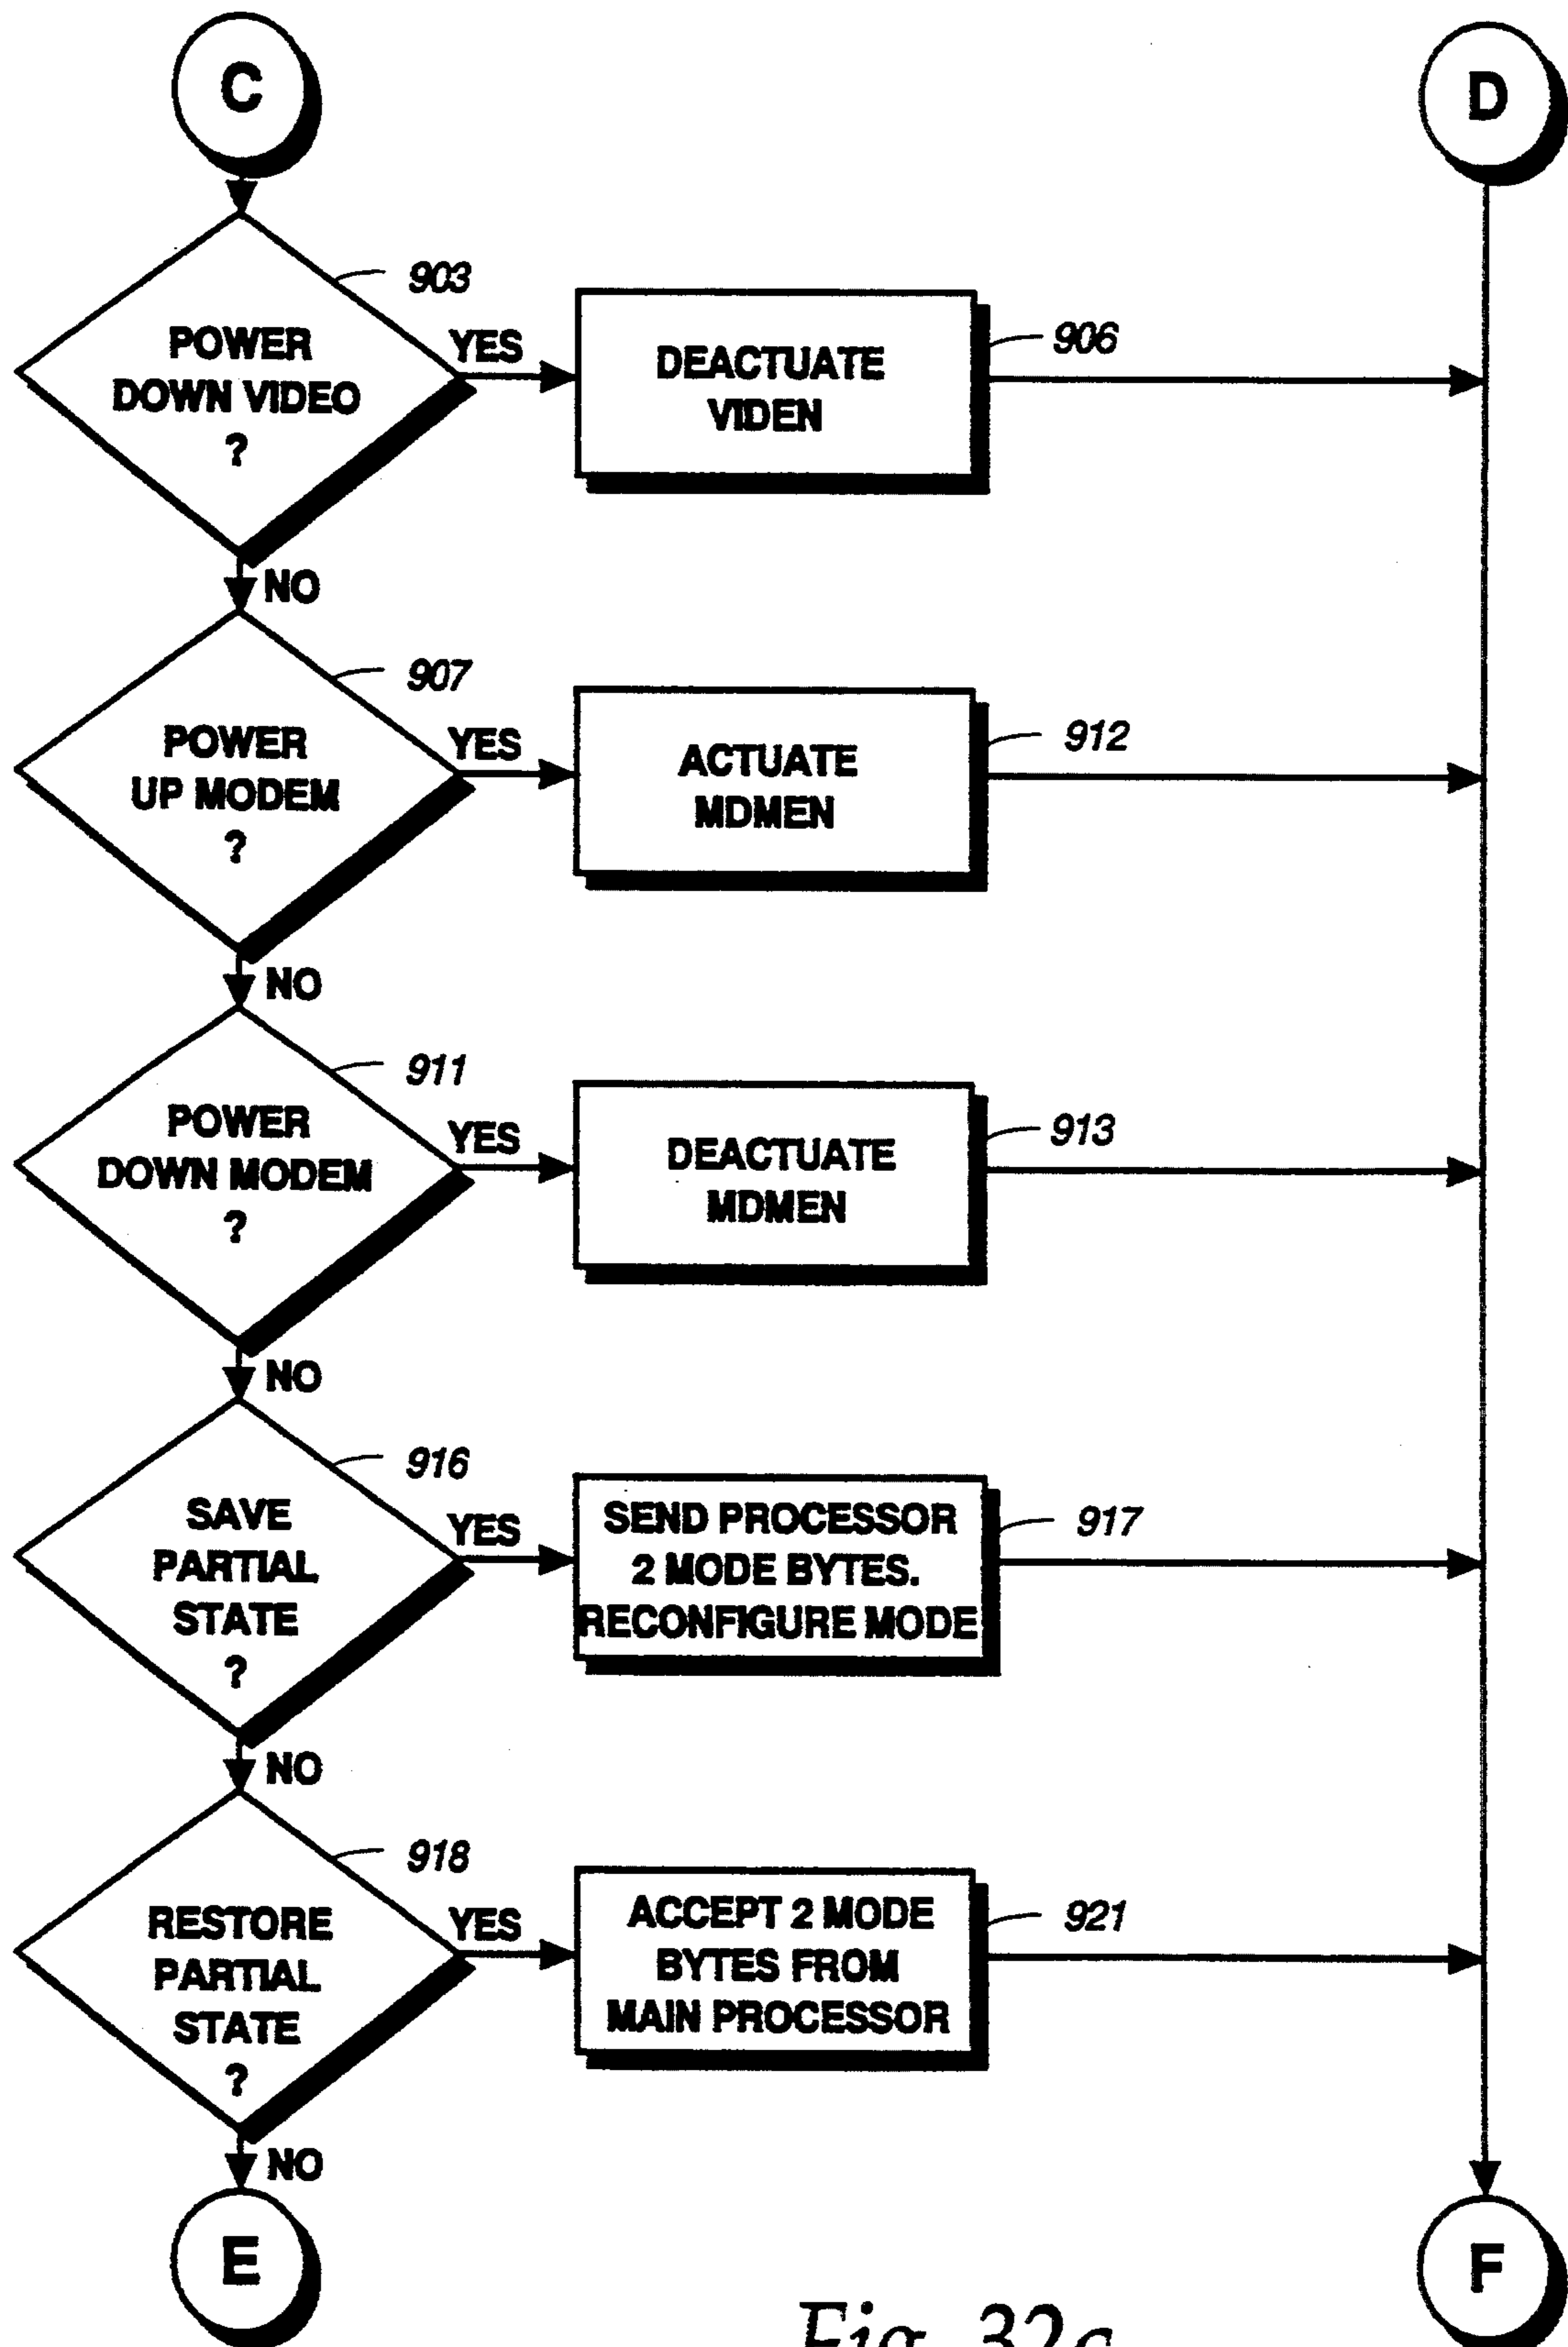 C
D
903
POWER
DOWN VIDEO
?
YES
DEACTUATE
VIDEN
906
NO
907
POWER
UP MODEM
?
YES
ACTUATE
MDMEN
912
NO
911
POWER
DOWN MODEM
?
YES
DEACTUATE
MDMEN
913
NO
916
SAVE
PARTIAL
STATE
?
YES
SEND PROCESSOR
2 MODE BYTES.
RECONFIGURE MODE
917
NO
918
RESTORE
PARTIAL
STATE
?
YES
ACCEPT 2 MODE
BYTES FROM
MAIN PROCESSOR
921
NO
E
F
Fig. 32c